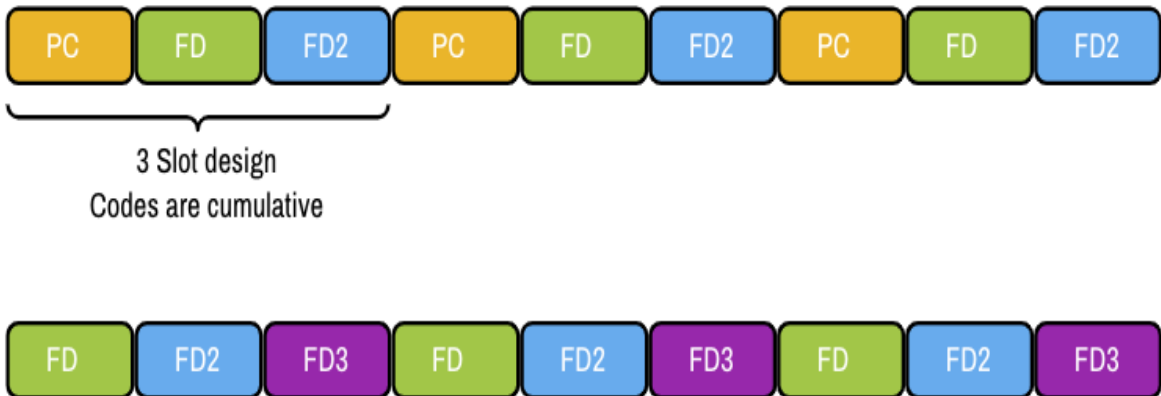 PC FD FD2 PC FD FD2 PC FD FD2
3 Slot design
Codes are cumulative
FD FD2 FD3 FD FD2 FD3 FD FD2 FD3